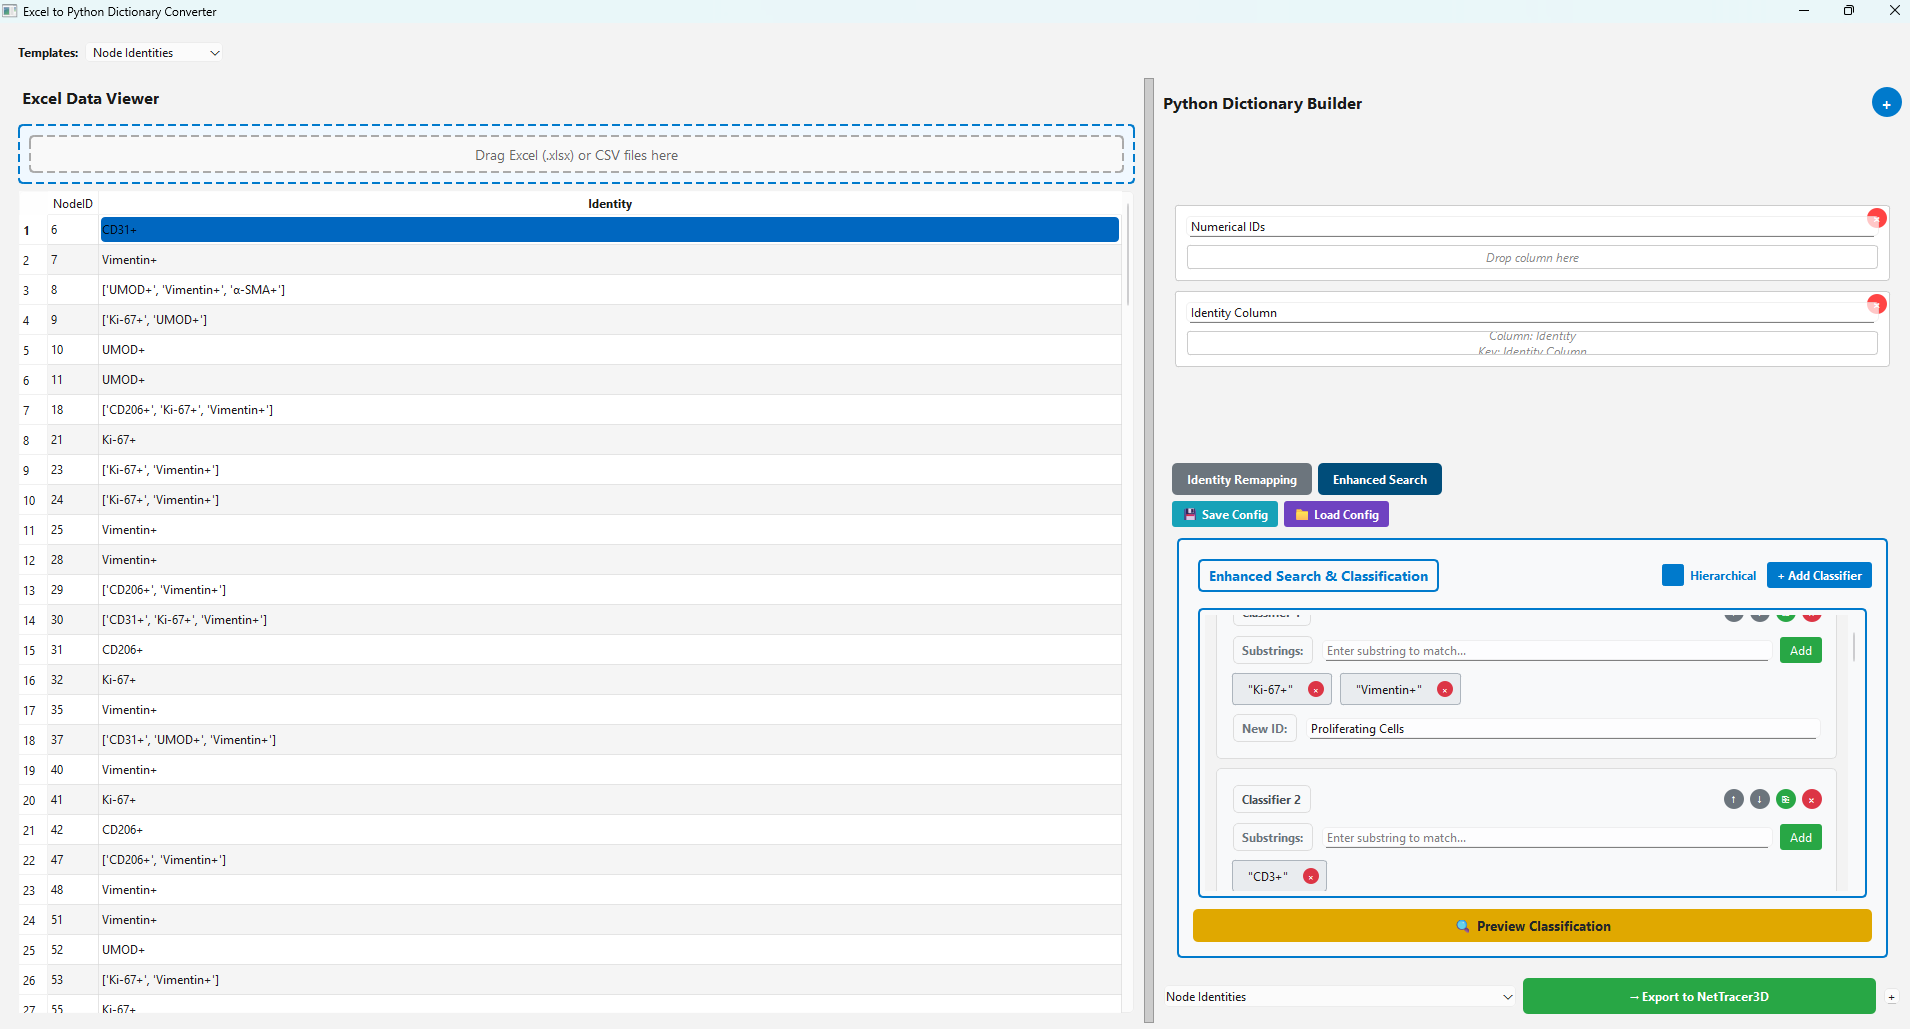 Excel to Python Dictionary Converter
Templates: Node Identities
Excel Data Viewer
Drag Excel (.xlsx) or CSV files here
NodeID Identity
1 6 CD31+
2 7 Vimentin+
3 8 ['UMOD+', 'Vimentin+', 'α-SMA+']
4 9 ['Ki-67+', 'UMOD+']
5 10 UMOD+
6 11 UMOD+
7 18 ['CD206+', 'Ki-67+', 'Vimentin+']
8 21 Ki-67+
9 23 ['Ki-67+', 'Vimentin+']
10 24 ['Ki-67+', 'Vimentin+']
11 25 Vimentin+
12 28 Vimentin+
13 29 ['CD206+', 'Vimentin+']
14 30 ['CD31+', 'Ki-67+', 'Vimentin+']
15 31 CD206+
16 32 Ki-67+
17 35 Vimentin+
18 37 ['CD31+', 'UMOD+', 'Vimentin+']
19 40 Vimentin+
20 41 Ki-67+
21 42 CD206+
22 47 ['CD206+', 'Vimentin+']
23 48 Vimentin+
24 51 Vimentin+
25 52 UMOD+
26 53 ['Ki-67+', 'Vimentin+']
27 55 Ki-67+
Python Dictionary Builder
+
Numerical IDs
Drop column here
Identity Column
Column: Identity
Key: Identity Column
Identity Remapping Enhanced Search
Save Config Load Config
Enhanced Search & Classification Hierarchical + Add Classifier
Classifier 1
Substrings: Enter substring to match... Add
"Ki-67+" × "Vimentin+" ×
New ID: Proliferating Cells
Classifier 2 ↑ ↓ ×
Substrings: Enter substring to match... Add
"CD3+" ×
Preview Classification
Node Identities → Export to NetTracer3D +